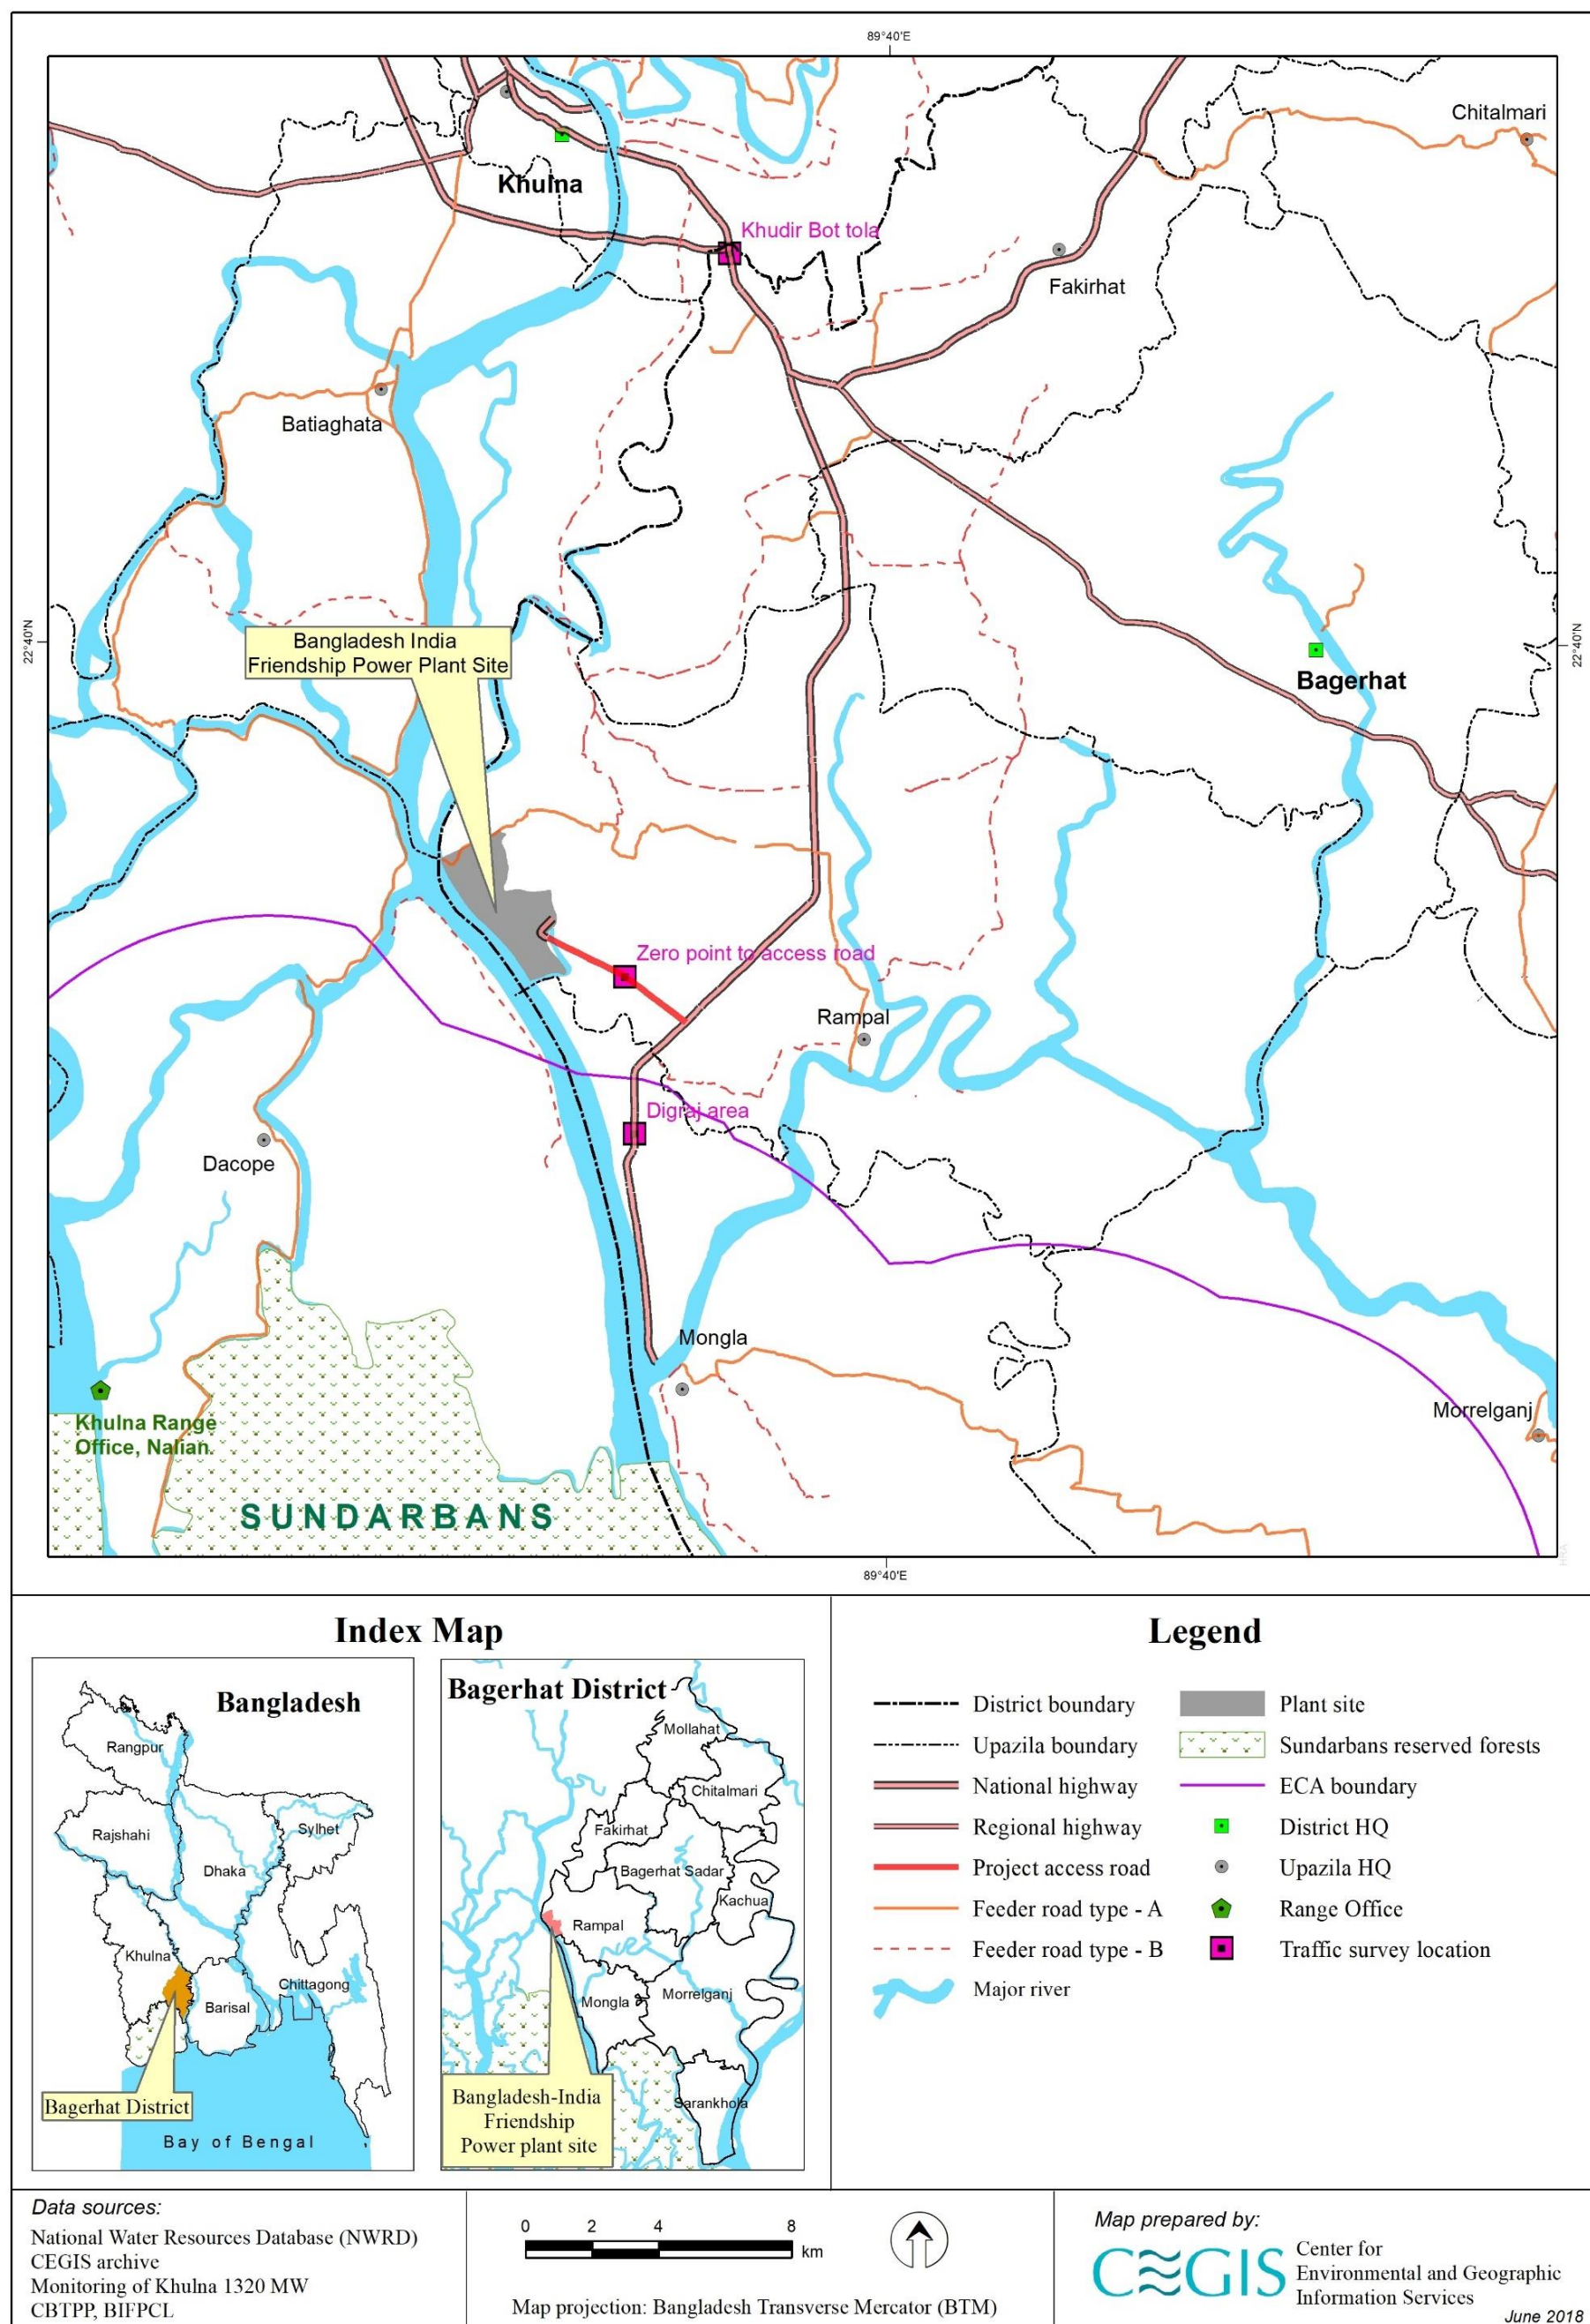 89°40'E
Chitalmari
Khulna
Khudir Bot tola
Fakirhat
Batiaghata
22°40'N
22°40'N
Bangladesh India
Friendship Power Plant Site
Bagerhat
Zero point to access road
Rampal
Digraj area
Dacope
Mongla
Khulna Range
Office, Nalian
Morrelganj
SUNDARBANS
HRA
89°40'E
Index Map
Bangladesh
Rangpur
Rajshahi
Sylhet
Dhaka
Khulna
Chittagong
Barisal
Bagerhat District
Bay of Bengal
Bagerhat District
Mollahat
Chitalmari
Fakirhat
Bagerhat Sadar
Kachua
Rampal
Mongla
Morrelganj
Sarankhola
Bangladesh-India
Friendship
Power plant site
Legend
District boundary
Upazila boundary
National highway
Regional highway
Project access road
Feeder road type - A
Feeder road type - B
Major river
Plant site
Sundarbans reserved forests
ECA boundary
District HQ
Upazila HQ
Range Office
Traffic survey location
Data sources:
National Water Resources Database (NWRD)
CEGIS archive
Monitoring of Khulna 1320 MW
CBTPP, BIFPCL
0 2 4 8
km
Map projection: Bangladesh Transverse Mercator (BTM)
Map prepared by:
CEGIS
Center for
Environmental and Geographic
Information Services
June 2018